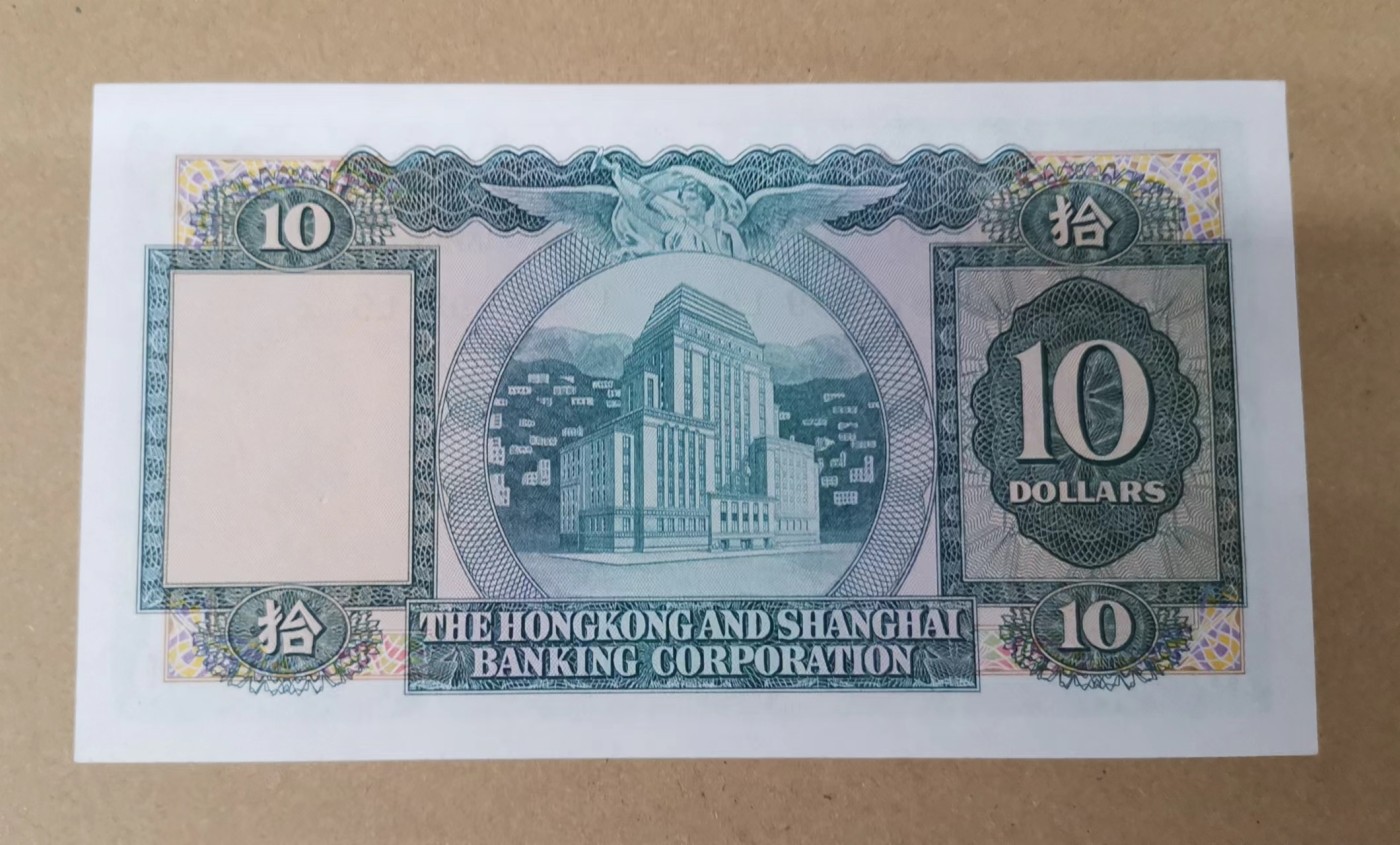 10
拾
10
DOLLARS
拾
THE HONGKONG AND SHANGHAI
BANKING CORPORATION
10